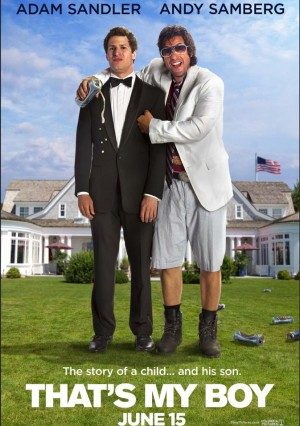 ADAM SANDLER ANDY SAMBERG
The story of a child... and his son.
THAT'S MY BOY
JUNE 15